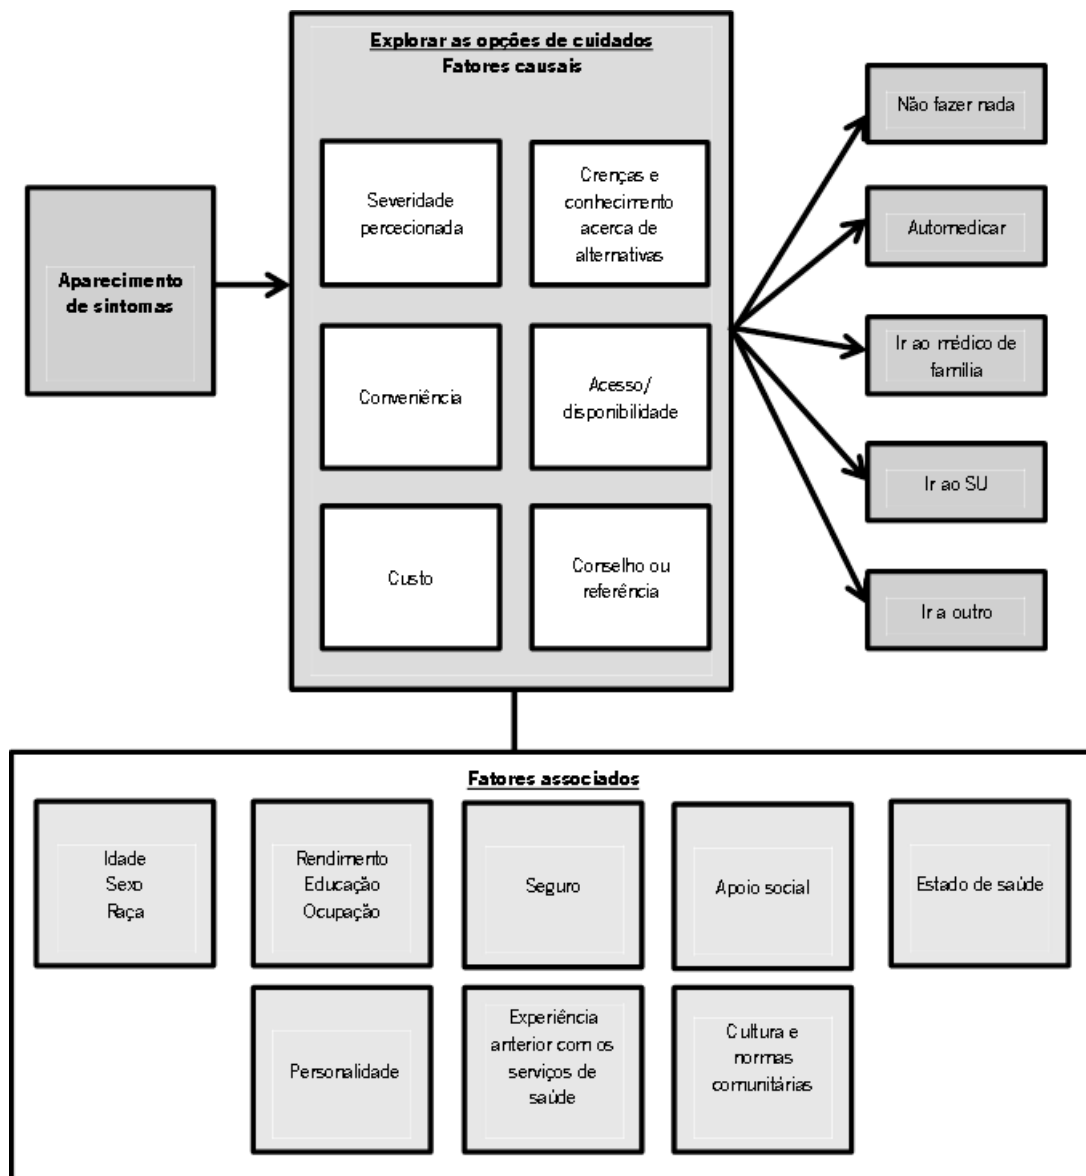 Explorar as opções de cuidados
Fatores causais
Aparecimento
de sintomas
Severidade
percecionada
Crenças e
conhecimento
acerca de
alternativas
Conveniência
Acesso/
disponibilidade
Custo
Conselho ou
referência
Não fazer nada
Automedicar
Ir ao médico de
família
Ir ao SU
Ir a outro
Fatores associados
Idade
Sexo
Raça
Rendimento
Educação
Ocupação
Seguro
Apoio social
Estado de saúde
Personalidade
Experiência
anterior com os
serviços de
saúde
Cultura e
normas
comunitárias